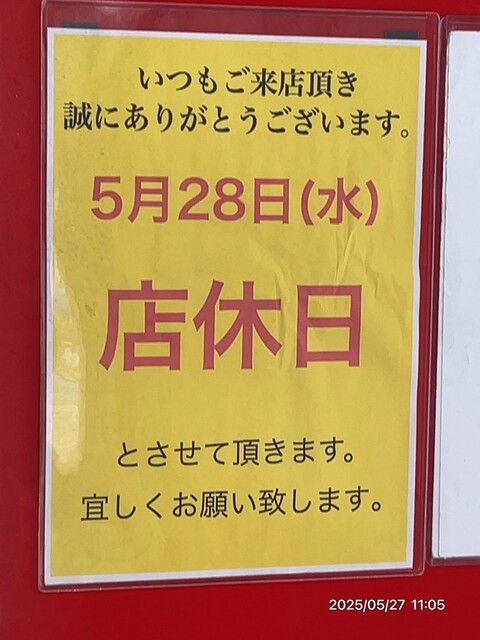 いつもご来店頂き
誠にありがとうございます。
5月28日(水)
店休日
とさせて頂きます。
宜しくお願い致します。
2025/05/27 11:05